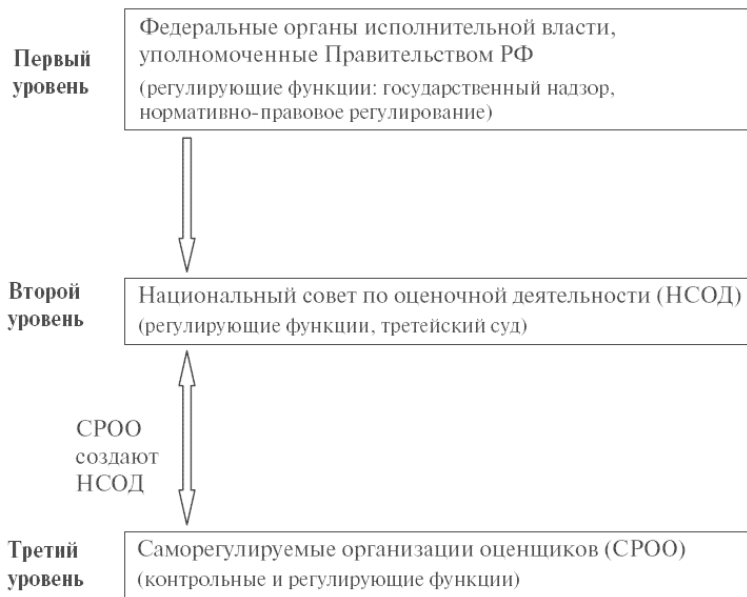 Первый
уровень
Федеральные органы исполнительной власти,
уполномоченные Правительством РФ
(регулирующие функции: государственный надзор,
нормативно-правовое регулирование)
Второй
уровень
Национальный совет по оценочной деятельности (НСОД)
(регулирующие функции, третейский суд)
СРОО
создают
НСОД
Третий
уровень
Саморегулируемые организации оценщиков (СРОО)
(контрольные и регулирующие функции)